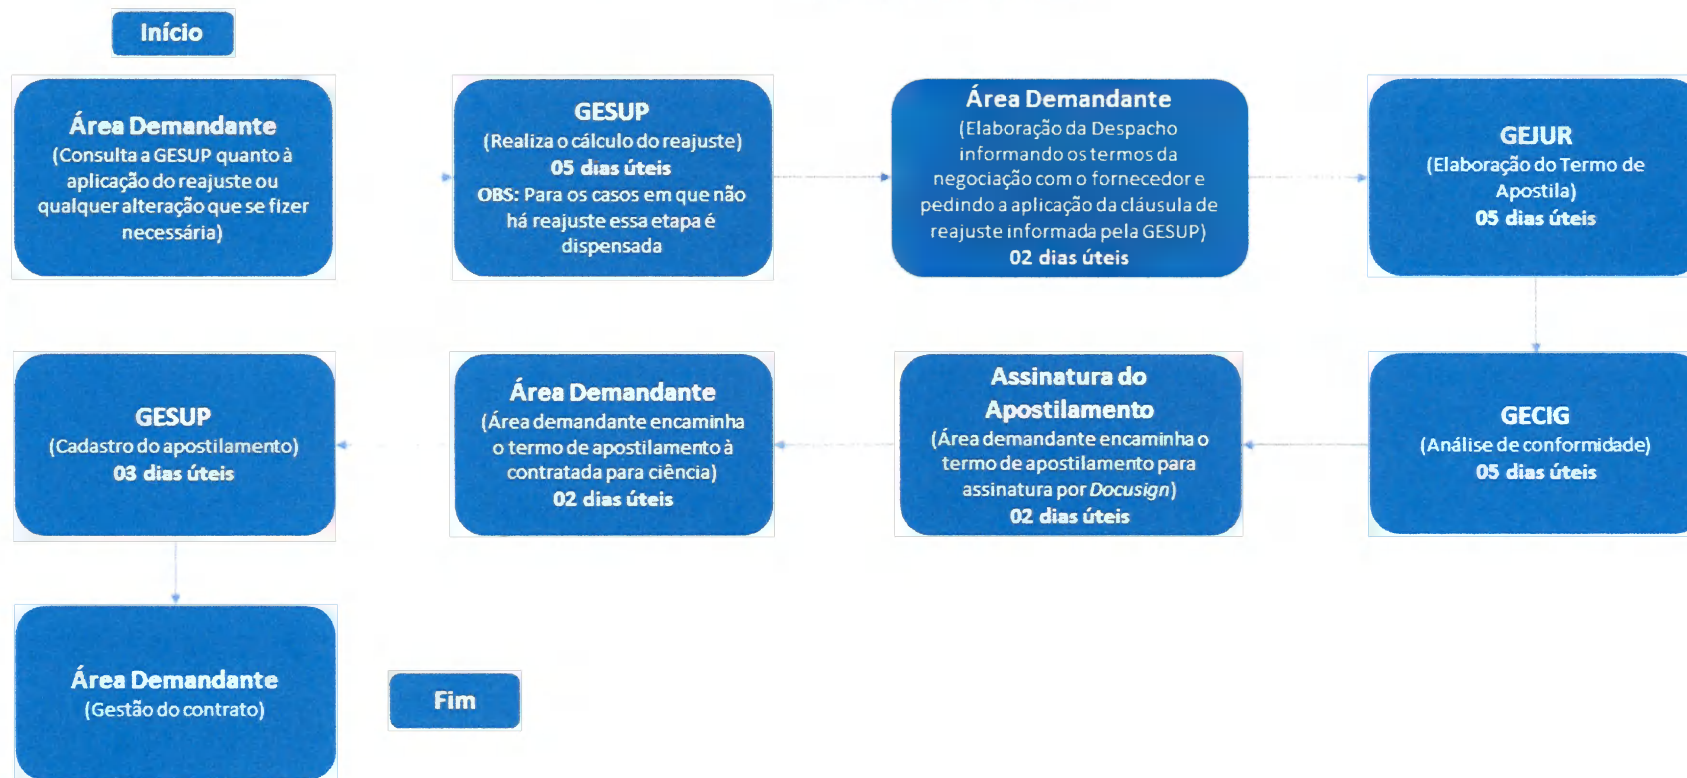 Início
Área Demandante
(Consulta a GESUP quanto à
aplicação do reajuste ou
qualquer alteração que se fizer
necessária)
GESUP
(Realiza o cálculo do reajuste)
05 dias úteis
OBS: Para os casos em que não
há reajuste essa etapa é
dispensada
Área Demandante
(Elaboração da Despacho
informando os termos da
negociação com o fornecedor e
pedindo a aplicação da cláusula de
reajuste informada pela GESUP)
02 dias úteis
GEJUR
(Elaboração do Termo de
Apostila)
05 dias úteis
GECIG
(Análise de conformidade)
05 dias úteis
Assinatura do
Apostilamento
(Área demandante encaminha o
termo de apostilamento para
assinatura por Docusign)
02 dias úteis
Área Demandante
(Área demandante encaminha
o termo de apostilamento à
contratada para ciência)
02 dias úteis
GESUP
(Cadastro do apostilamento)
03 dias úteis
Área Demandante
(Gestão do contrato)
Fim